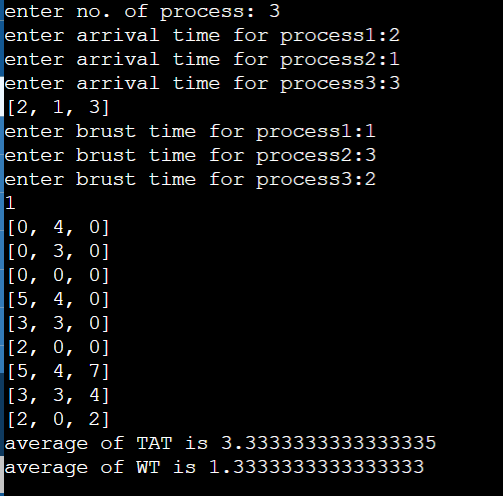 enter no. of process: 3
enter arrival time for process1:2
enter arrival time for process2:1
enter arrival time for process3:3
[2, 1, 3]
enter brust time for process1:1
enter brust time for process2:3
enter brust time for process3:2
1
[0, 4, 0]
[0, 3, 0]
[0, 0, 0]
[5, 4, 0]
[3, 3, 0]
[2, 0, 0]
[5, 4, 7]
[3, 3, 4]
[2, 0, 2]
average of TAT is 3.3333333333333335
average of WT is 1.3333333333333333